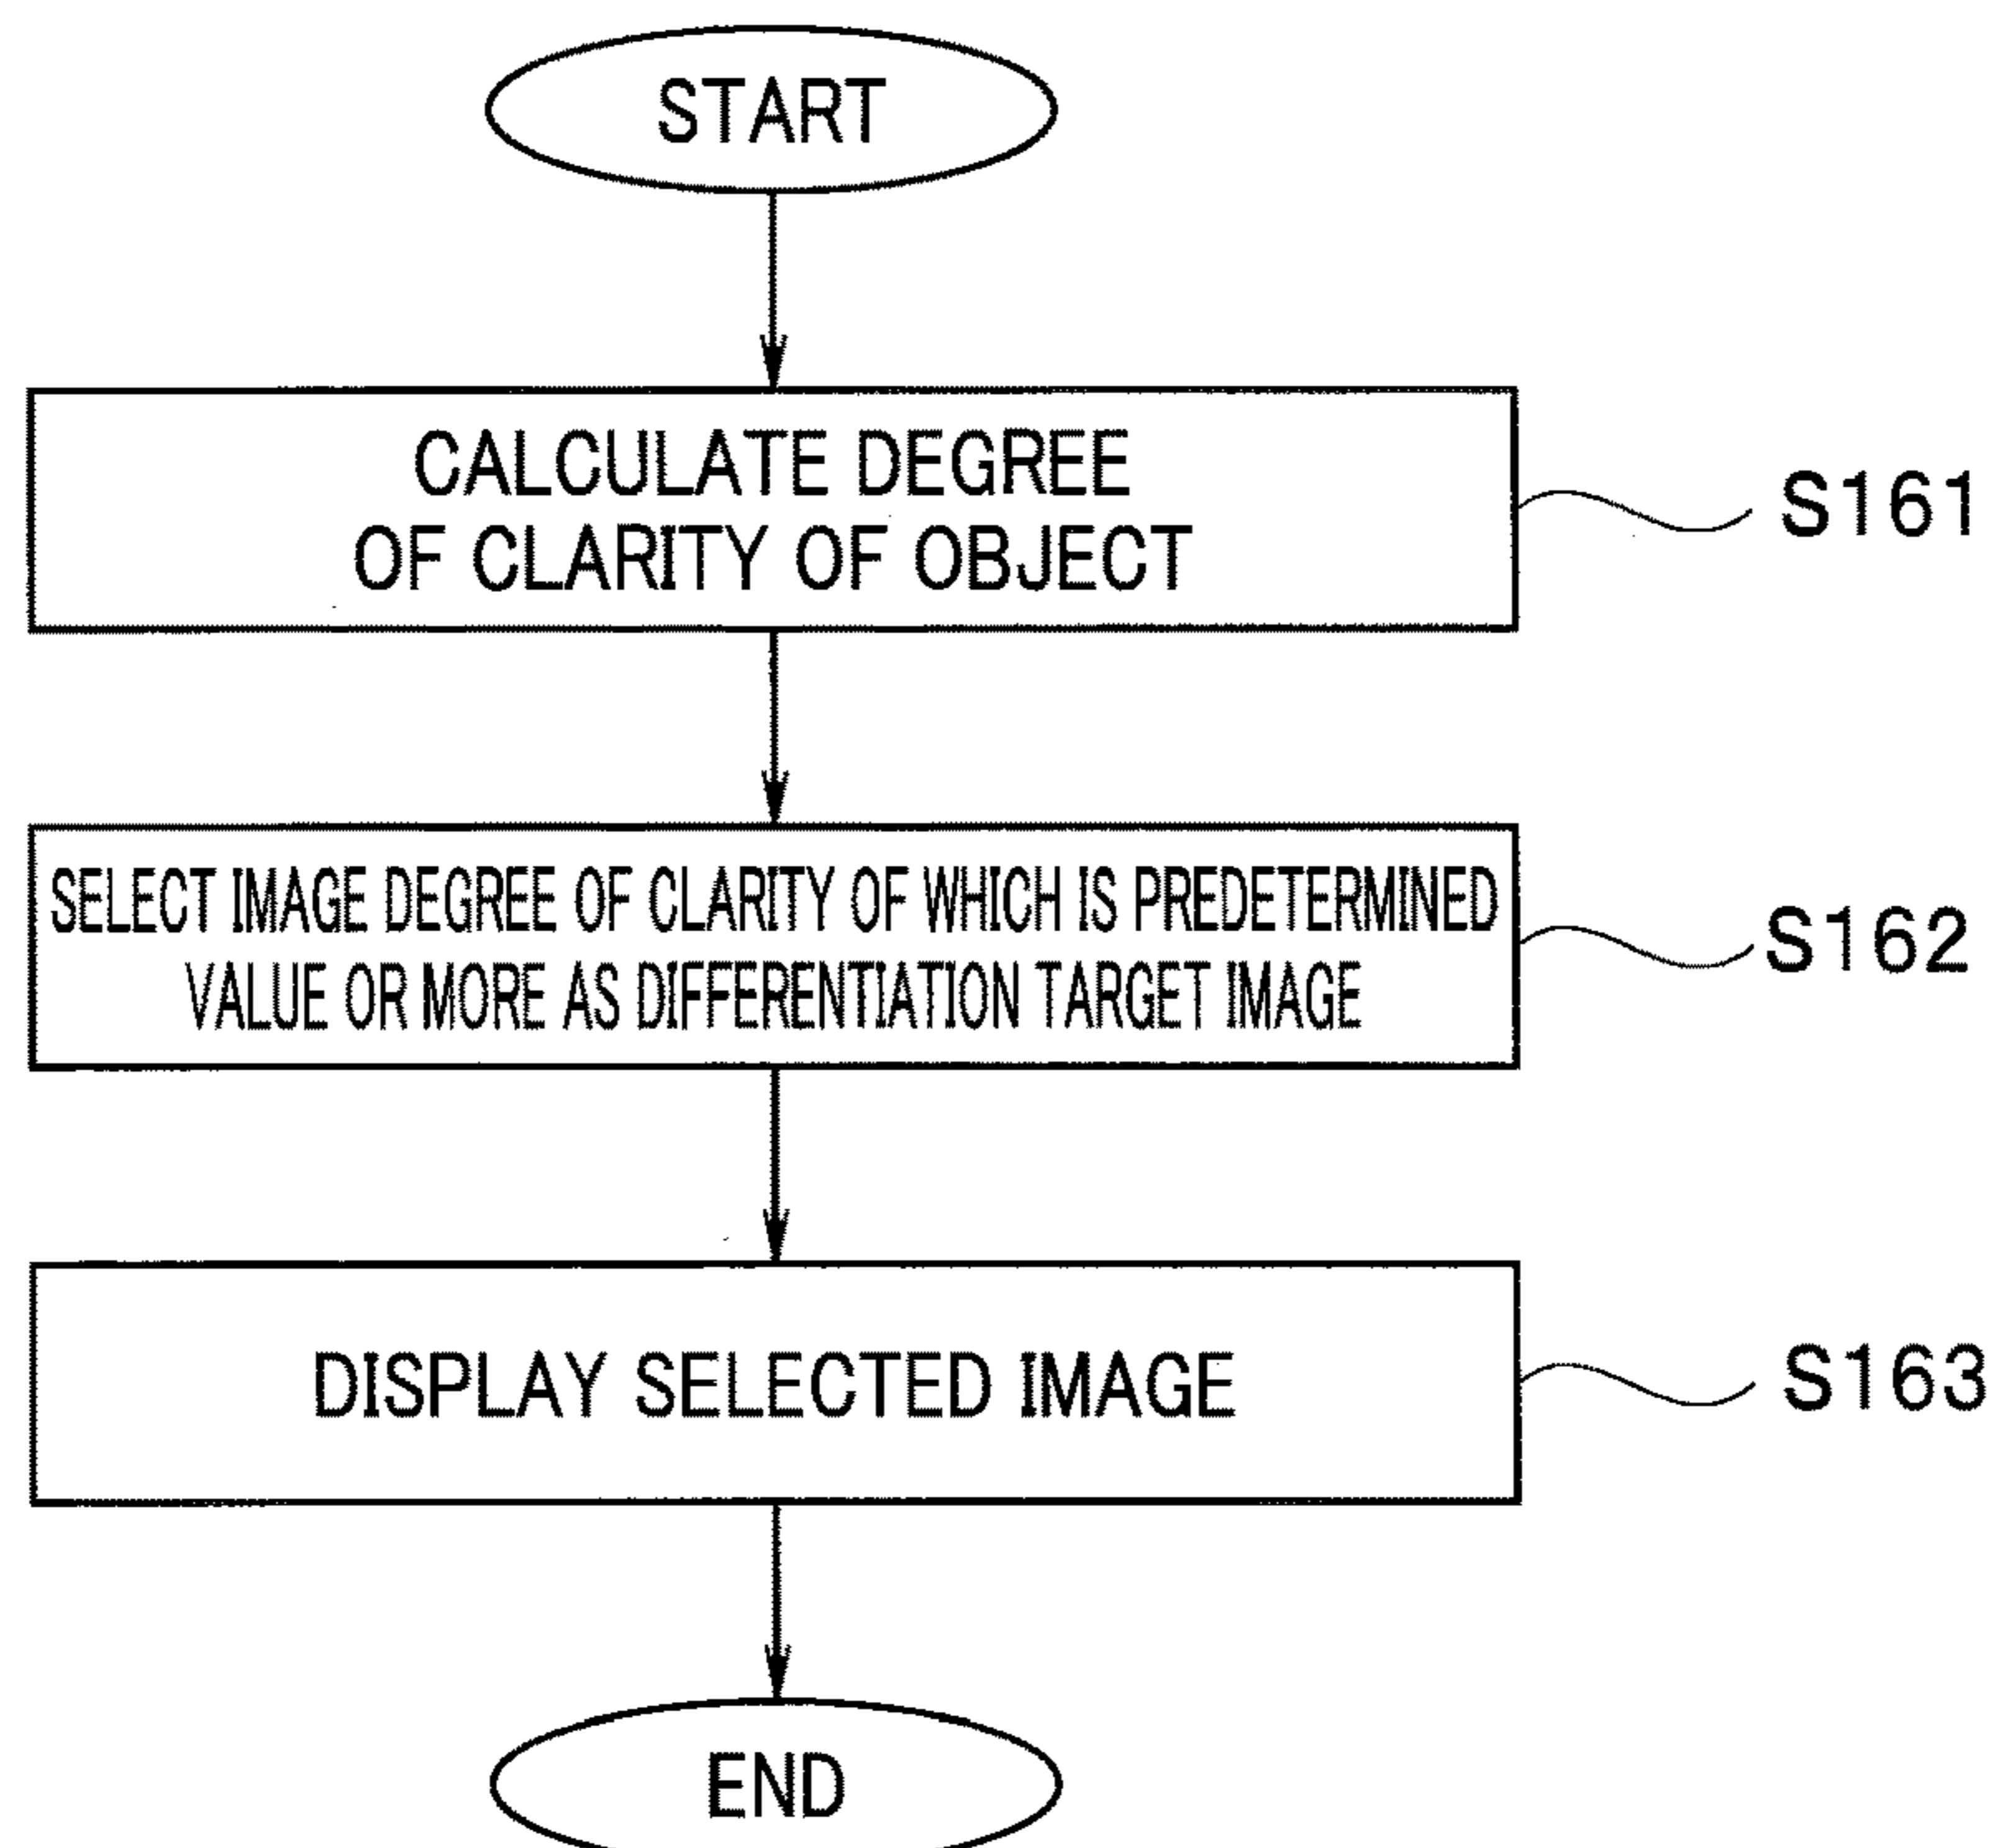 START
CALCULATE DEGREE
OF CLARITY OF OBJECT
S161
SELECT IMAGE DEGREE OF CLARITY OF WHICH IS PREDETERMINED
VALUE OR MORE AS DIFFERENTIATION TARGET IMAGE
S162
DISPLAY SELECTED IMAGE
S163
END